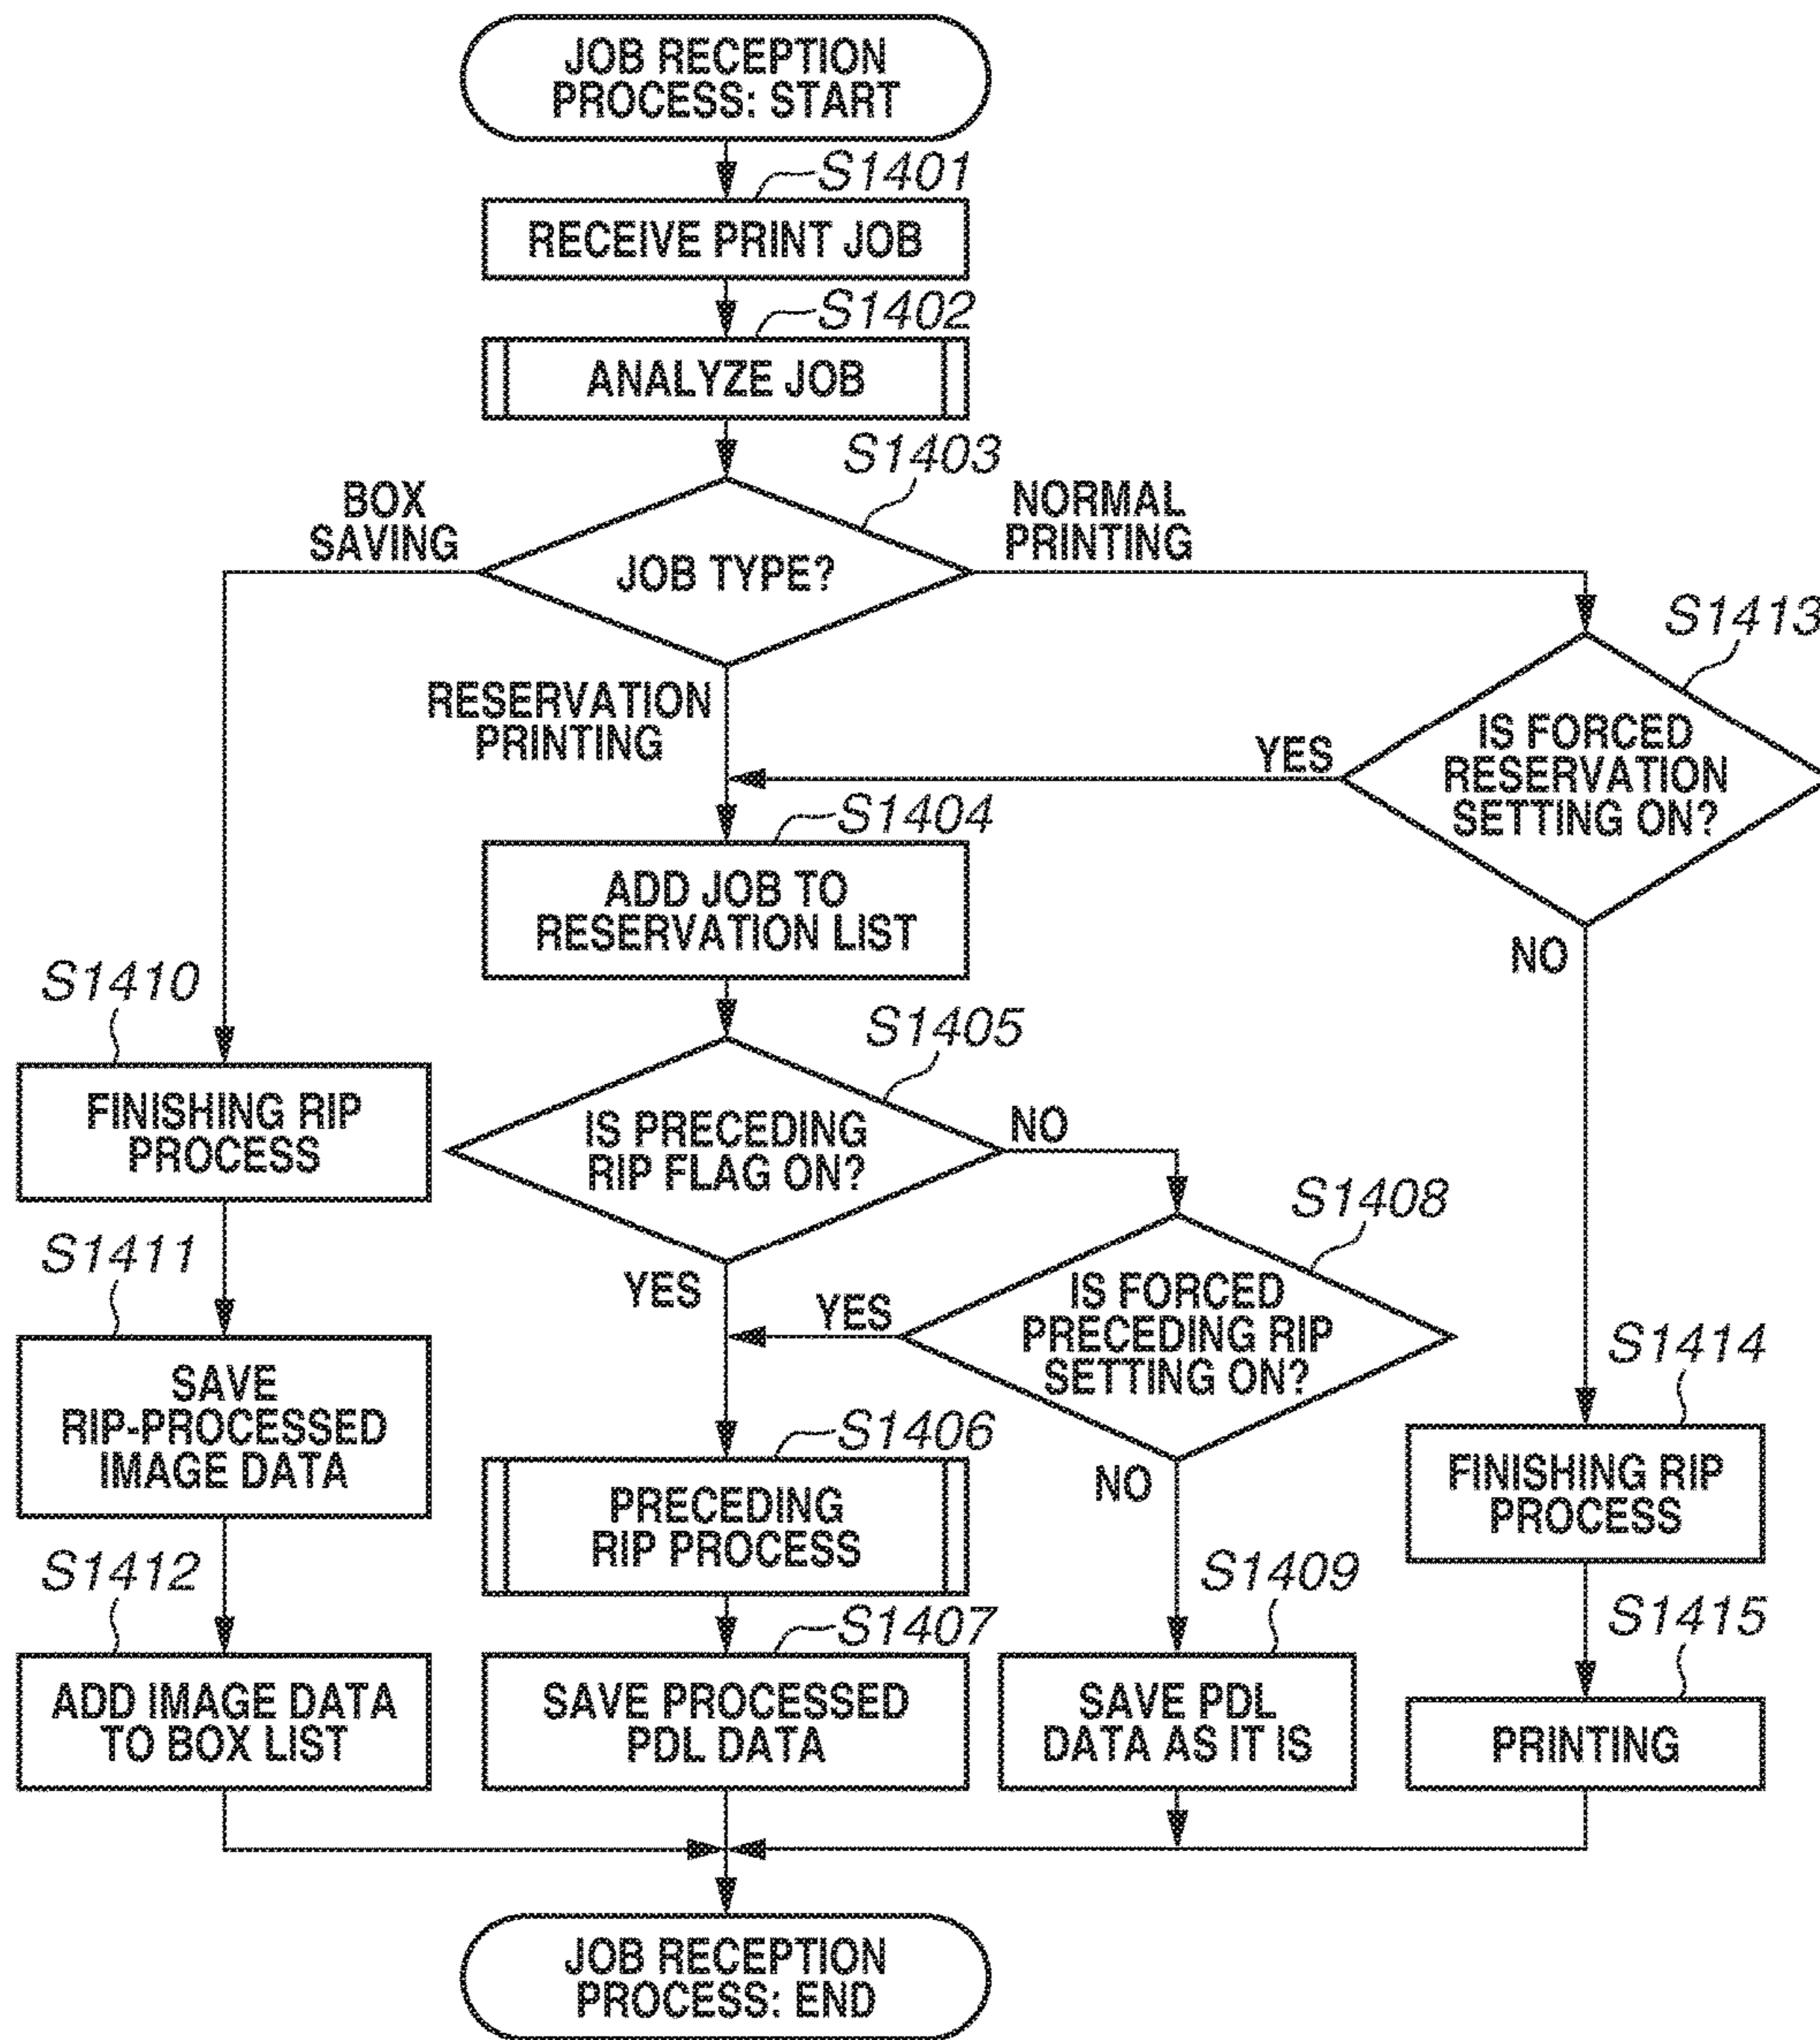 JOB RECEPTION
PROCESS: START
S1401
RECEIVE PRINT JOB
S1402
ANALYZE JOB
S1403
BOX
SAVING
NORMAL
PRINTING
JOB TYPE?
S1413
RESERVATION
PRINTING
YES
IS FORCED
RESERVATION
SETTING ON?
S1404
ADD JOB TO
RESERVATION LIST
NO
S1410
S1405
FINISHING RIP
PROCESS
IS PRECEDING
RIP FLAG ON?
NO
S1408
S1411
YES
YES
IS FORCED
PRECEDING RIP
SETTING ON?
S1414
SAVE
RIP-PROCESSED
IMAGE DATA
S1406
NO
PRECEDING
RIP PROCESS
FINISHING RIP
PROCESS
S1412
S1407
S1409
S1415
ADD IMAGE DATA
TO BOX LIST
SAVE PROCESSED
PDL DATA
SAVE PDL
DATA AS IT IS
PRINTING
JOB RECEPTION
PROCESS: END